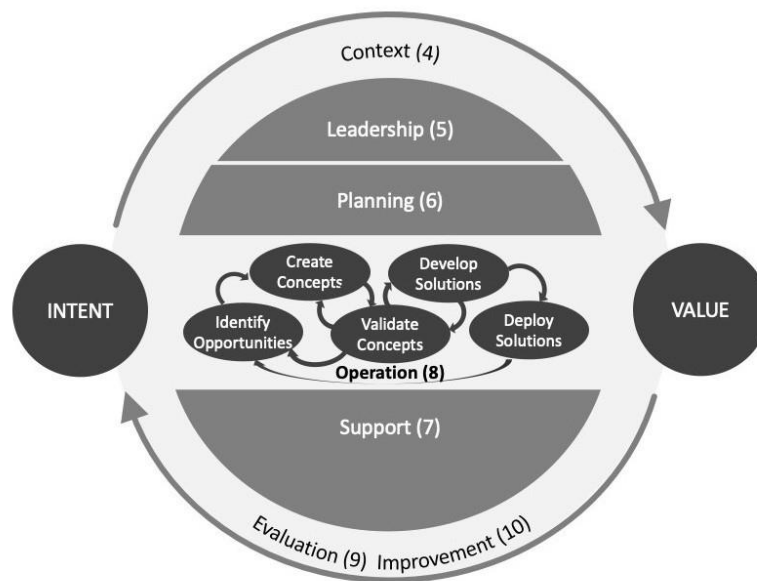 Context (4)
Leadership (5)
Planning (6)
INTENT
VALUE
Create
Concepts
Develop
Solutions
Identify
Opportunities
Validate
Concepts
Deploy
Solutions
Operation (8)
Support (7)
Evaluation (9) Improvement (10)